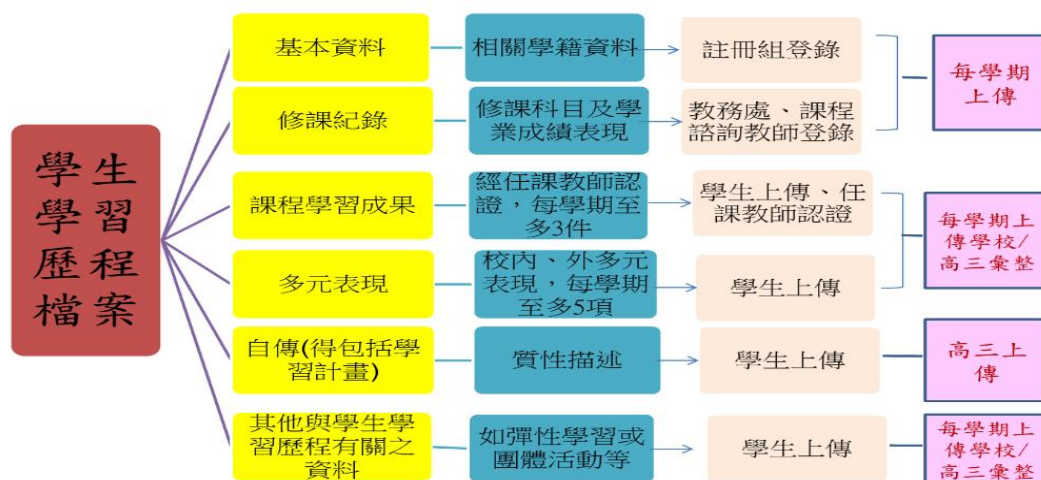 學生
學習
歷程
檔案
基本資料
相關學籍資料
註冊組登錄
修課紀錄
修課科目及學
業成績表現
教務處、課程
諮詢教師登錄
每學期
上傳
課程學習成果
經任課教師認
證，每學期至
多3件
學生上傳、任
課教師認證
多元表現
校內、外多元
表現，每學期
至多5項
學生上傳
每學期上
傳學校/
高三彙整
自傳(得包括學
習計畫)
質性描述
學生上傳
高三上
傳
其他與學生學
習歷程有關之
資料
如彈性學習或
團體活動等
學生上傳
每學期上
傳學校/
高三彙整